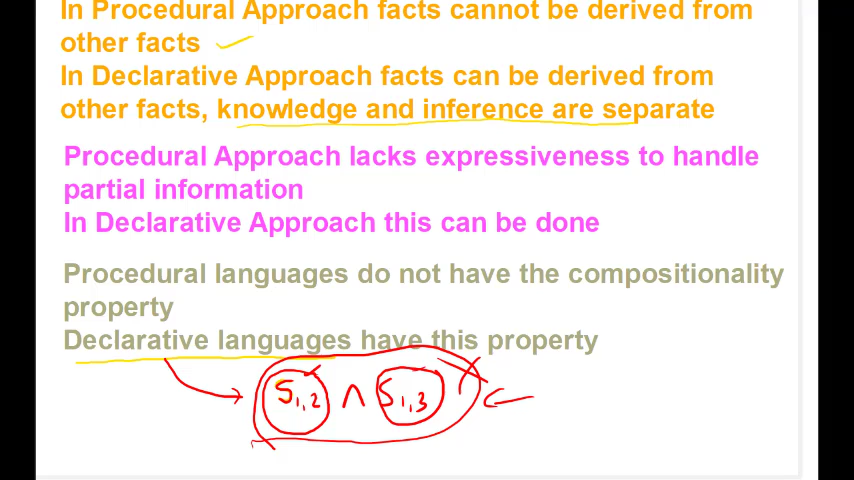 In Procedural Approach facts cannot be derived from
other facts
In Declarative Approach facts can be derived from
other facts, knowledge and inference are separate
Procedural Approach lacks expressiveness to handle
partial information
In Declarative Approach this can be done
Procedural languages do not have the compositionality
property
Declarative languages have this property
S1,2 ∧ S1,3